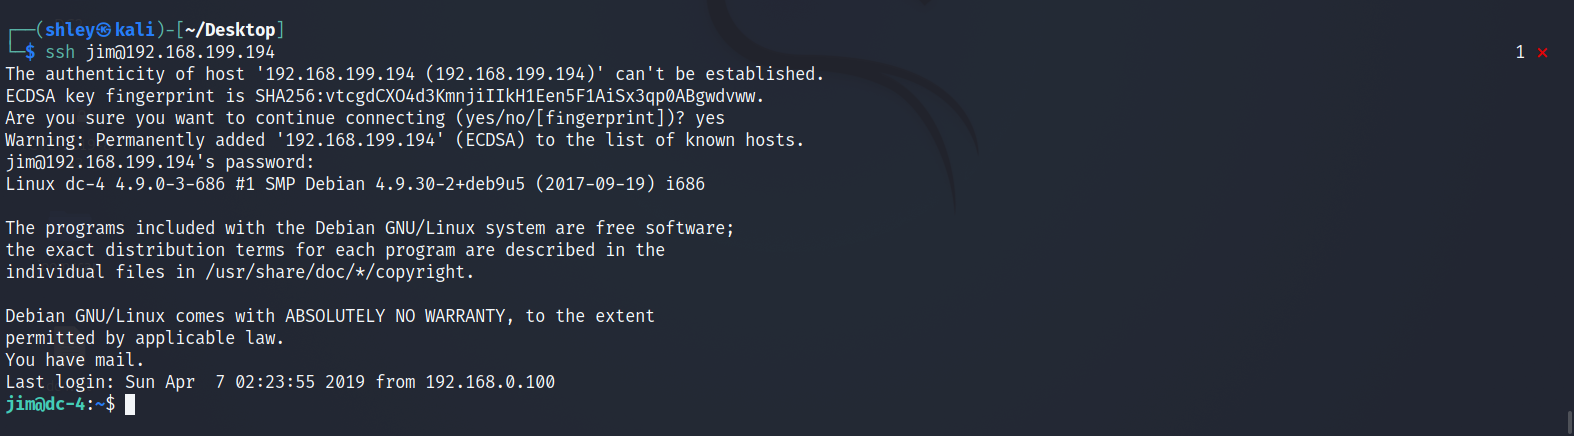 ┌──(shley㉿kali)-[~/Desktop]
└─$ ssh jim@192.168.199.194 1 ⨯
The authenticity of host '192.168.199.194 (192.168.199.194)' can't be established.
ECDSA key fingerprint is SHA256:vtcgdCXO4d3KmnjiIIkH1Een5F1AiSx3qp0ABgwdvww.
Are you sure you want to continue connecting (yes/no/[fingerprint])? yes
Warning: Permanently added '192.168.199.194' (ECDSA) to the list of known hosts.
jim@192.168.199.194's password:
Linux dc-4 4.9.0-3-686 #1 SMP Debian 4.9.30-2+deb9u5 (2017-09-19) i686
The programs included with the Debian GNU/Linux system are free software;
the exact distribution terms for each program are described in the
individual files in /usr/share/doc/*/copyright.
Debian GNU/Linux comes with ABSOLUTELY NO WARRANTY, to the extent
permitted by applicable law.
You have mail.
Last login: Sun Apr  7 02:23:55 2019 from 192.168.0.100
jim@dc-4:~$